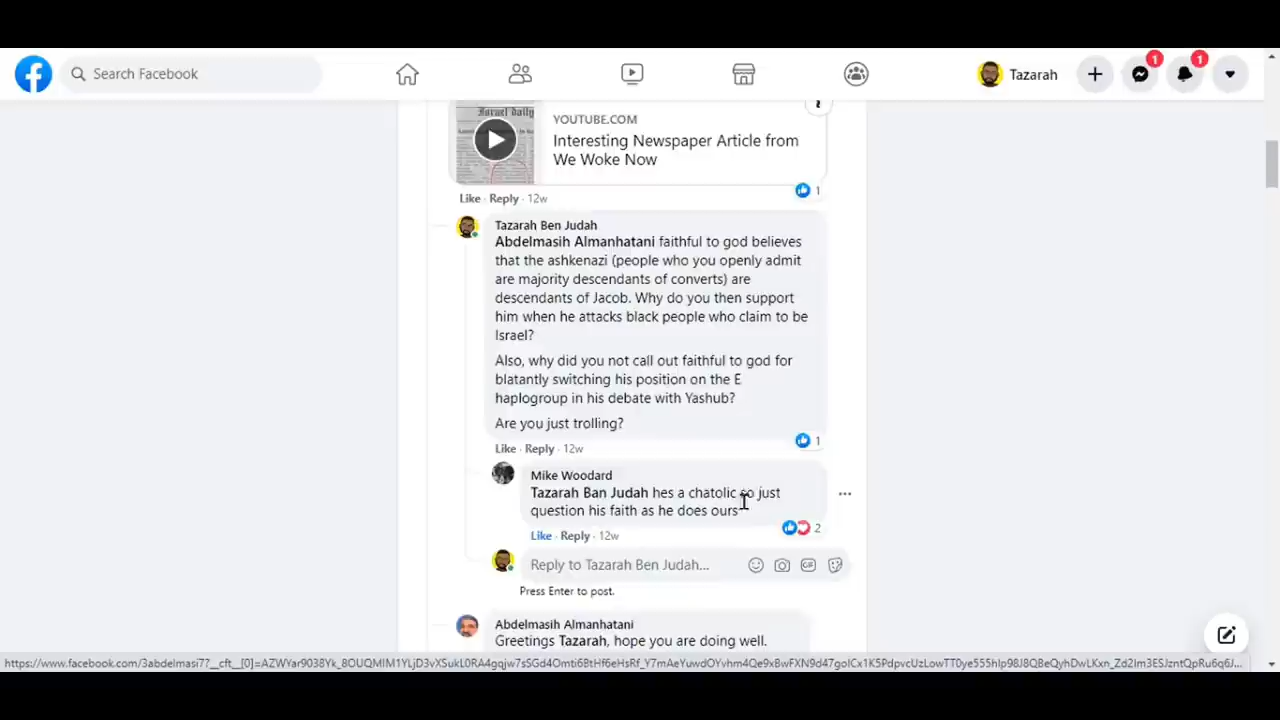 Search Facebook
Tazarah
1
1
Israel daily
YOUTUBE.COM
Interesting Newspaper Article from
We Woke Now
1
Like · Reply · 12w
Tazarah Ben Judah
Abdelmasih Almanhatani faithful to god believes
that the ashkenazi (people who you openly admit
are majority descendants of converts) are
descendants of Jacob. Why do you then support
him when he attacks black people who claim to be
Israel?
Also, why did you not call out faithful to god for
blatantly switching his position on the E
haplogroup in his debate with Yashub?
Are you just trolling?
1
Like · Reply · 12w
Mike Woodard
Tazarah Ban Judah hes a chatolic so just
question his faith as he does ours
2
Like · Reply · 12w
Reply to Tazarah Ben Judah...
GIF
Press Enter to post.
Abdelmasih Almanhatani
Greetings Tazarah, hope you are doing well.